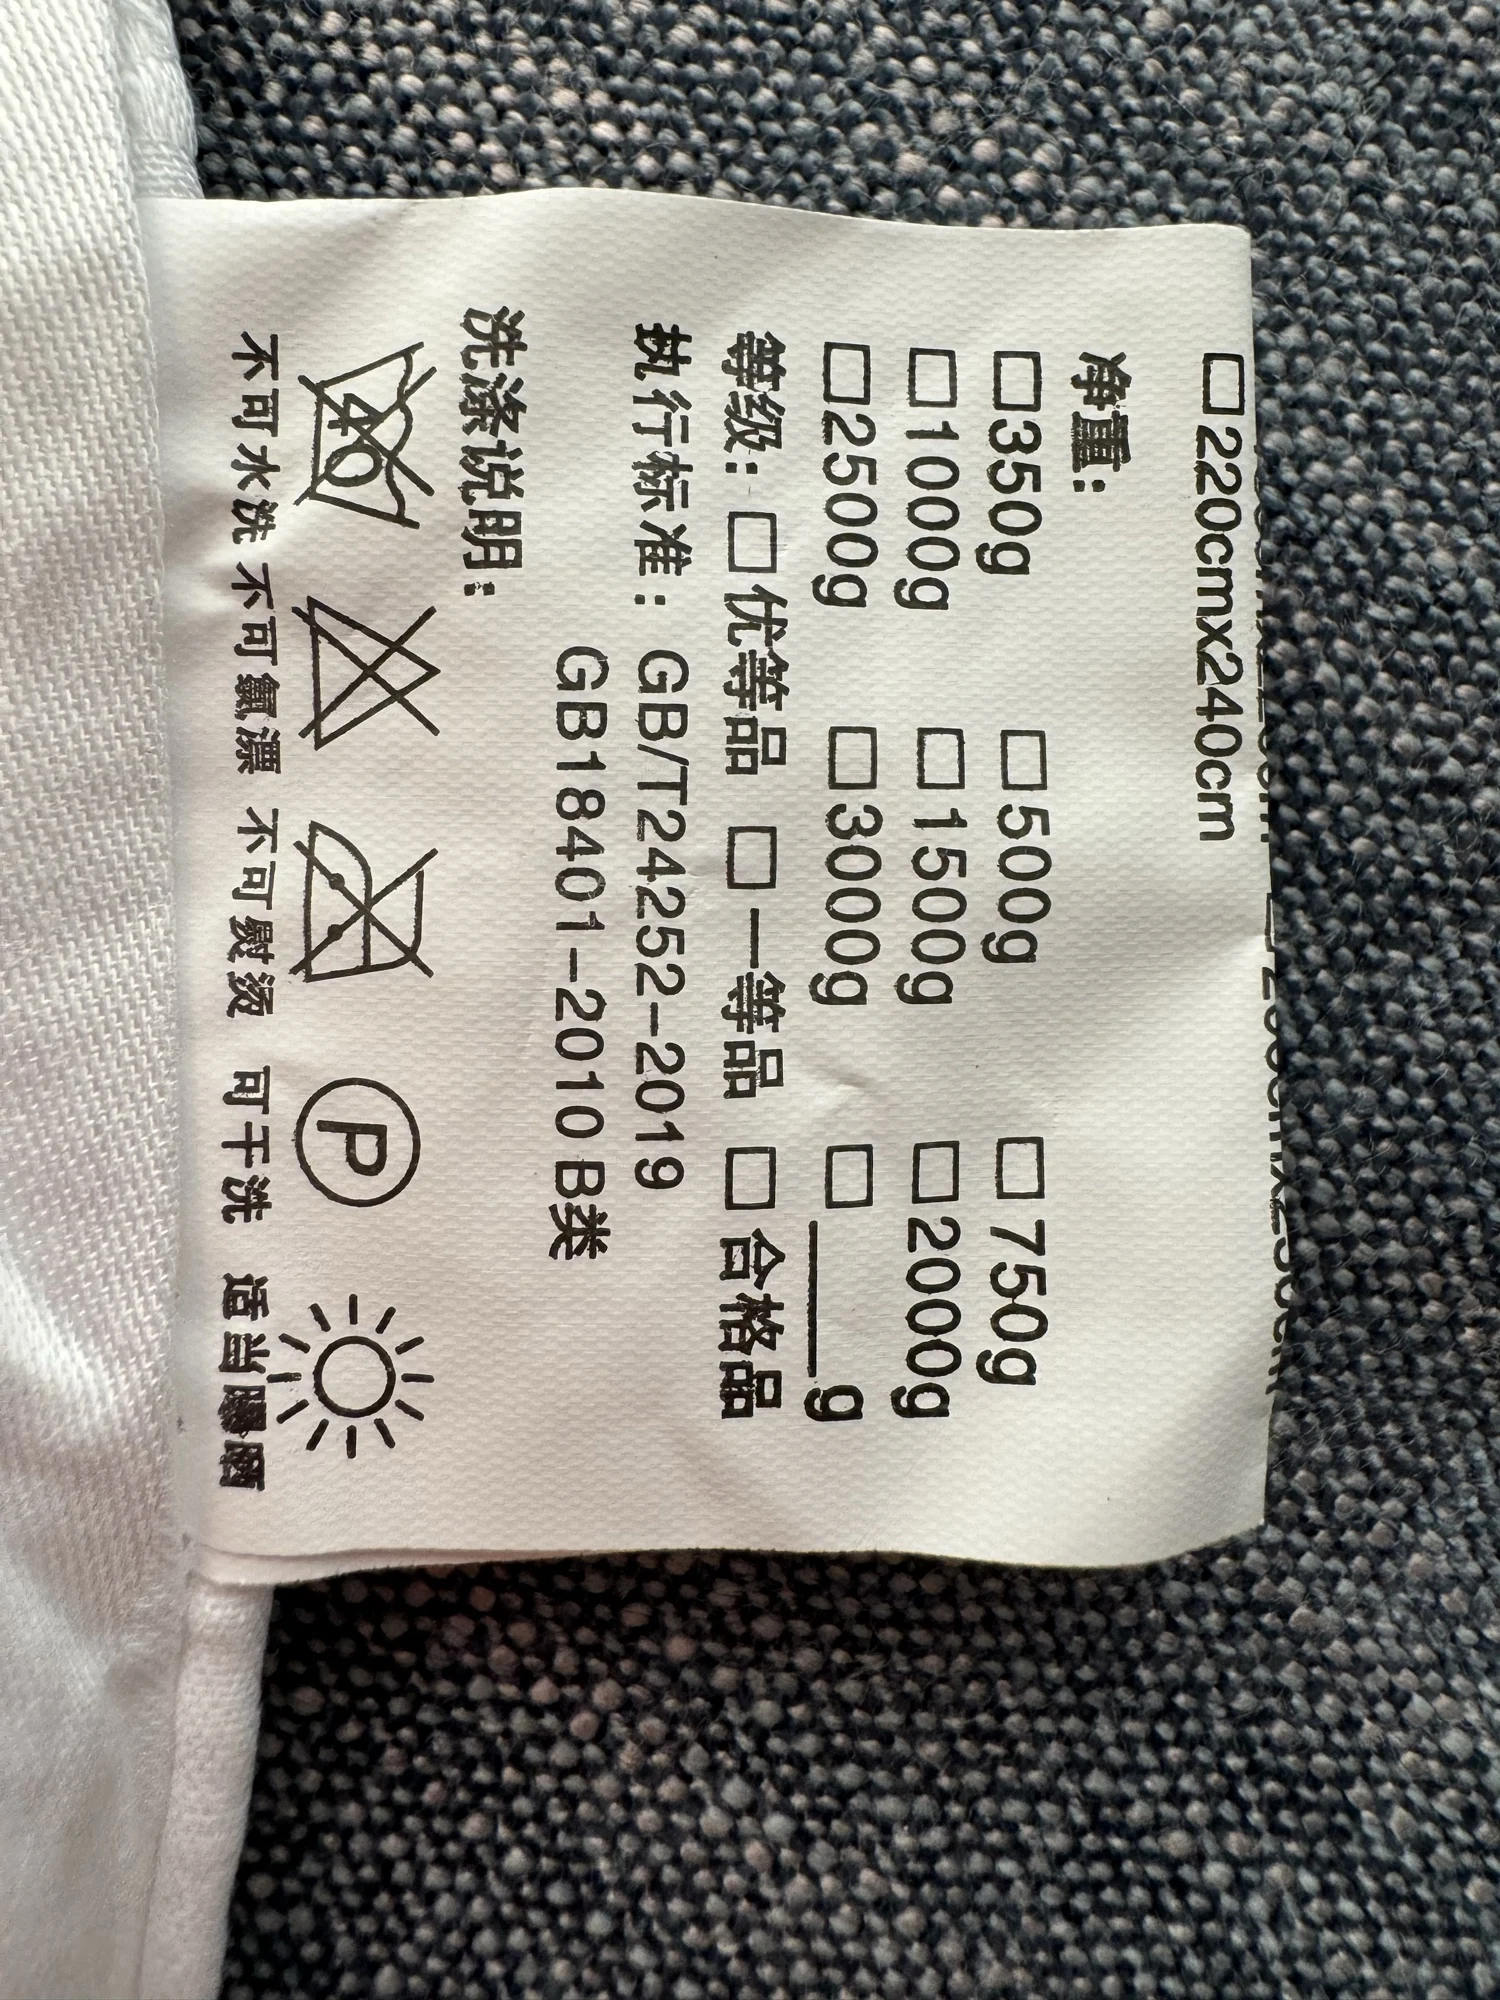 □220cmx240cm
净重:
□350g □500g □750g
□1000g □1500g □2000g
□2500g □3000g □____g
等级: □优等品 □一等品 □合格品
执行标准: GB/T24252-2019
GB18401-2010 B类
洗涤说明:
40 P
不可水洗 不可氯漂 不可熨烫 可干洗 适当曝晒